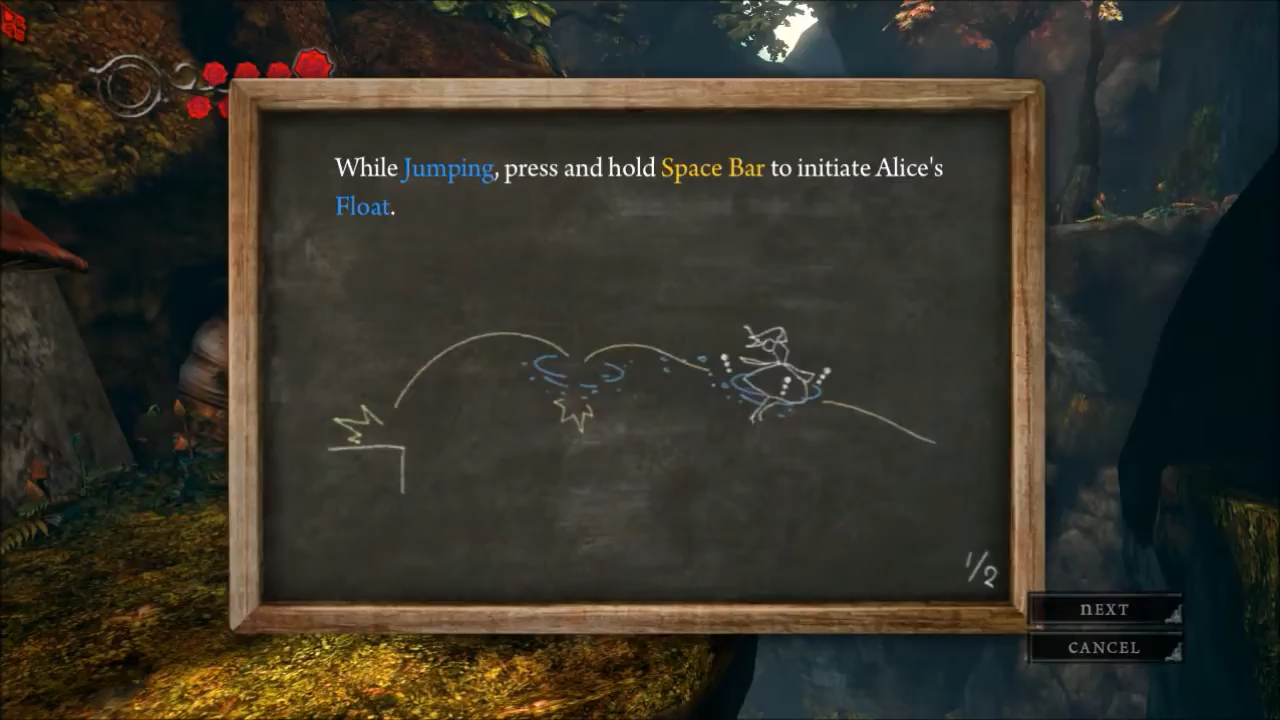 While Jumping, press and hold Space Bar to initiate Alice's
Float.
1/2
NEXT
CANCEL